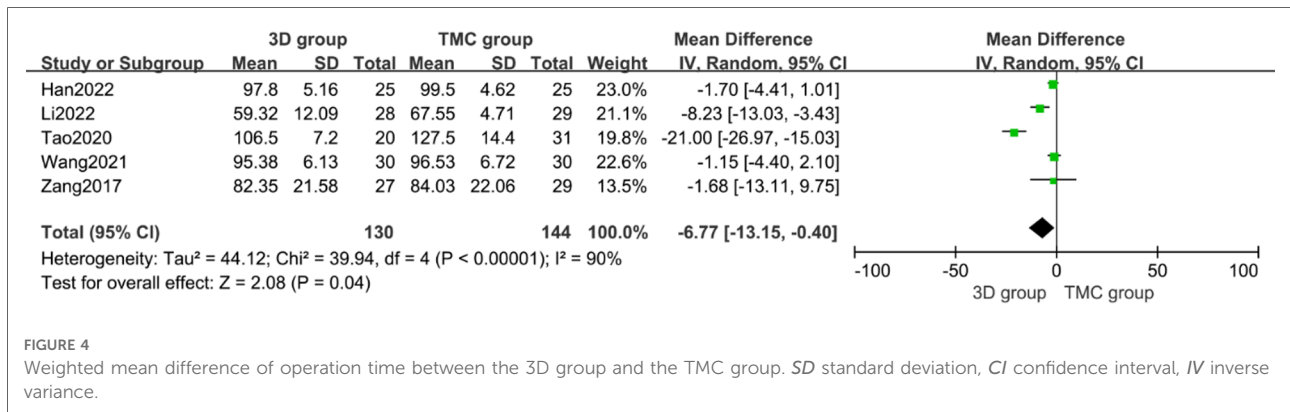 3D group TMC group Mean Difference Mean Difference
Study or Subgroup Mean SD Total Mean SD Total Weight IV, Random, 95% CI IV, Random, 95% CI
Han2022 97.8 5.16 25 99.5 4.62 25 23.0% -1.70 [-4.41, 1.01]
Li2022 59.32 12.09 28 67.55 4.71 29 21.1% -8.23 [-13.03, -3.43]
Tao2020 106.5 7.2 20 127.5 14.4 31 19.8% -21.00 [-26.97, -15.03]
Wang2021 95.38 6.13 30 96.53 6.72 30 22.6% -1.15 [-4.40, 2.10]
Zang2017 82.35 21.58 27 84.03 22.06 29 13.5% -1.68 [-13.11, 9.75]
Total (95% CI) 130 144 100.0% -6.77 [-13.15, -0.40]
Heterogeneity: Tau² = 44.12; Chi² = 39.94, df = 4 (P < 0.00001); I² = 90%
Test for overall effect: Z = 2.08 (P = 0.04)
-100 -50 0 50 100
3D group TMC group
FIGURE 4
Weighted mean difference of operation time between the 3D group and the TMC group. SD standard deviation, CI confidence interval, IV inverse
variance.